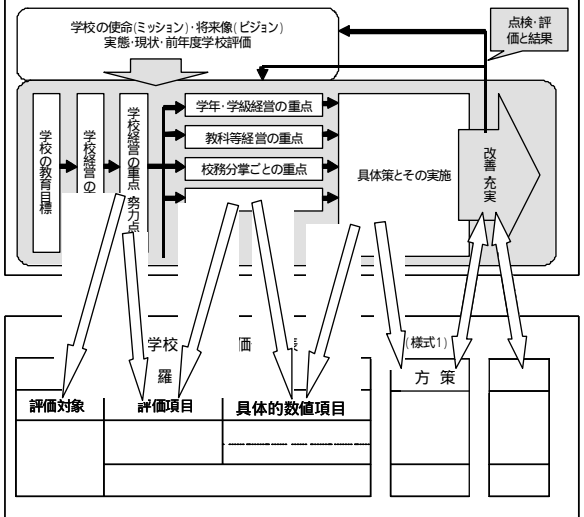 学校の使命(ミッション)・将来像(ビジョン)
実態・現状・前年度学校評価
点検・評
価と結果
学校の教育目標
学校経営の
学校経営の重点・努力点
学年・学級経営の重点
教科等経営の重点
校務分掌ごとの重点
具体策とその実施
改善・充実
学校
価
(様式1)
羅
方 策
評価対象
評価項目
具体的数値項目